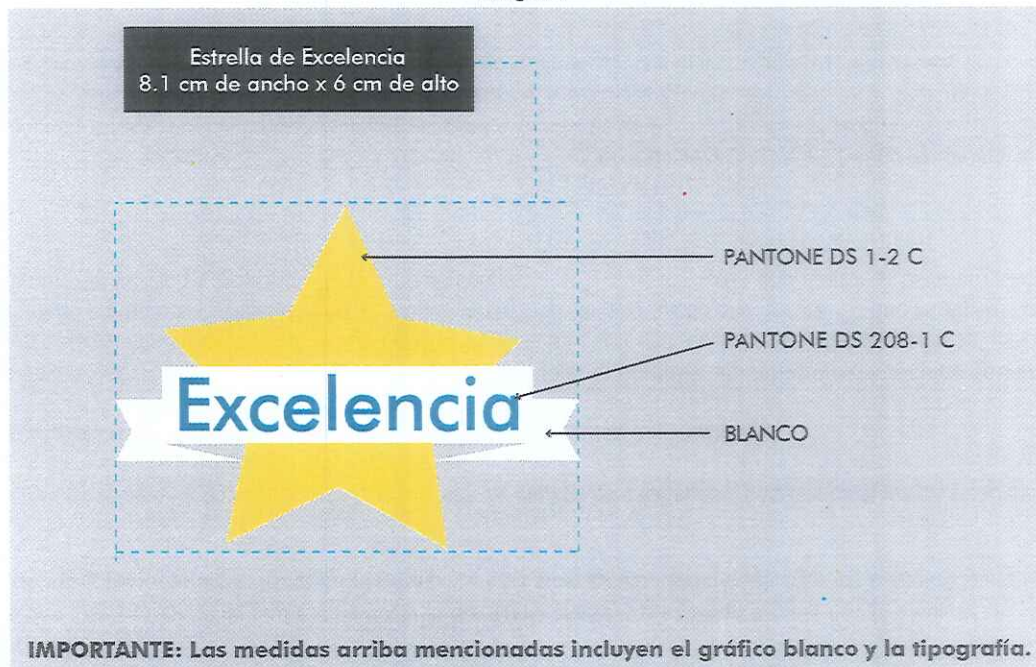 Estrella de Excelencia
8.1 cm de ancho x 6 cm de alto
PANTONE DS 1-2 C
PANTONE DS 208-1 C
Excelencia
BLANCO
IMPORTANTE: Las medidas arriba mencionadas incluyen el gráfico blanco y la tipografía.